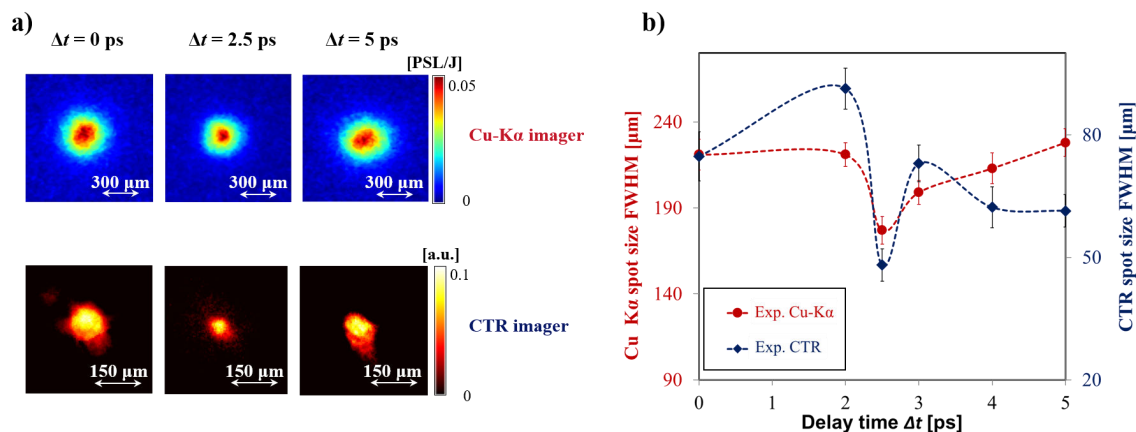 a)
Δt = 0 ps
Δt = 2.5 ps
Δt = 5 ps
[PSL/J]
0.05
0
Cu-Kα imager
300 µm
300 µm
300 µm
[a.u.]
0.1
0
CTR imager
150 µm
150 µm
150 µm
b)
Cu Kα spot size FWHM [µm]
240
190
140
90
CTR spot size FWHM [µm]
80
50
20
Exp. Cu-Kα
Exp. CTR
0 1 2 3 4 5
Delay time Δt [ps]